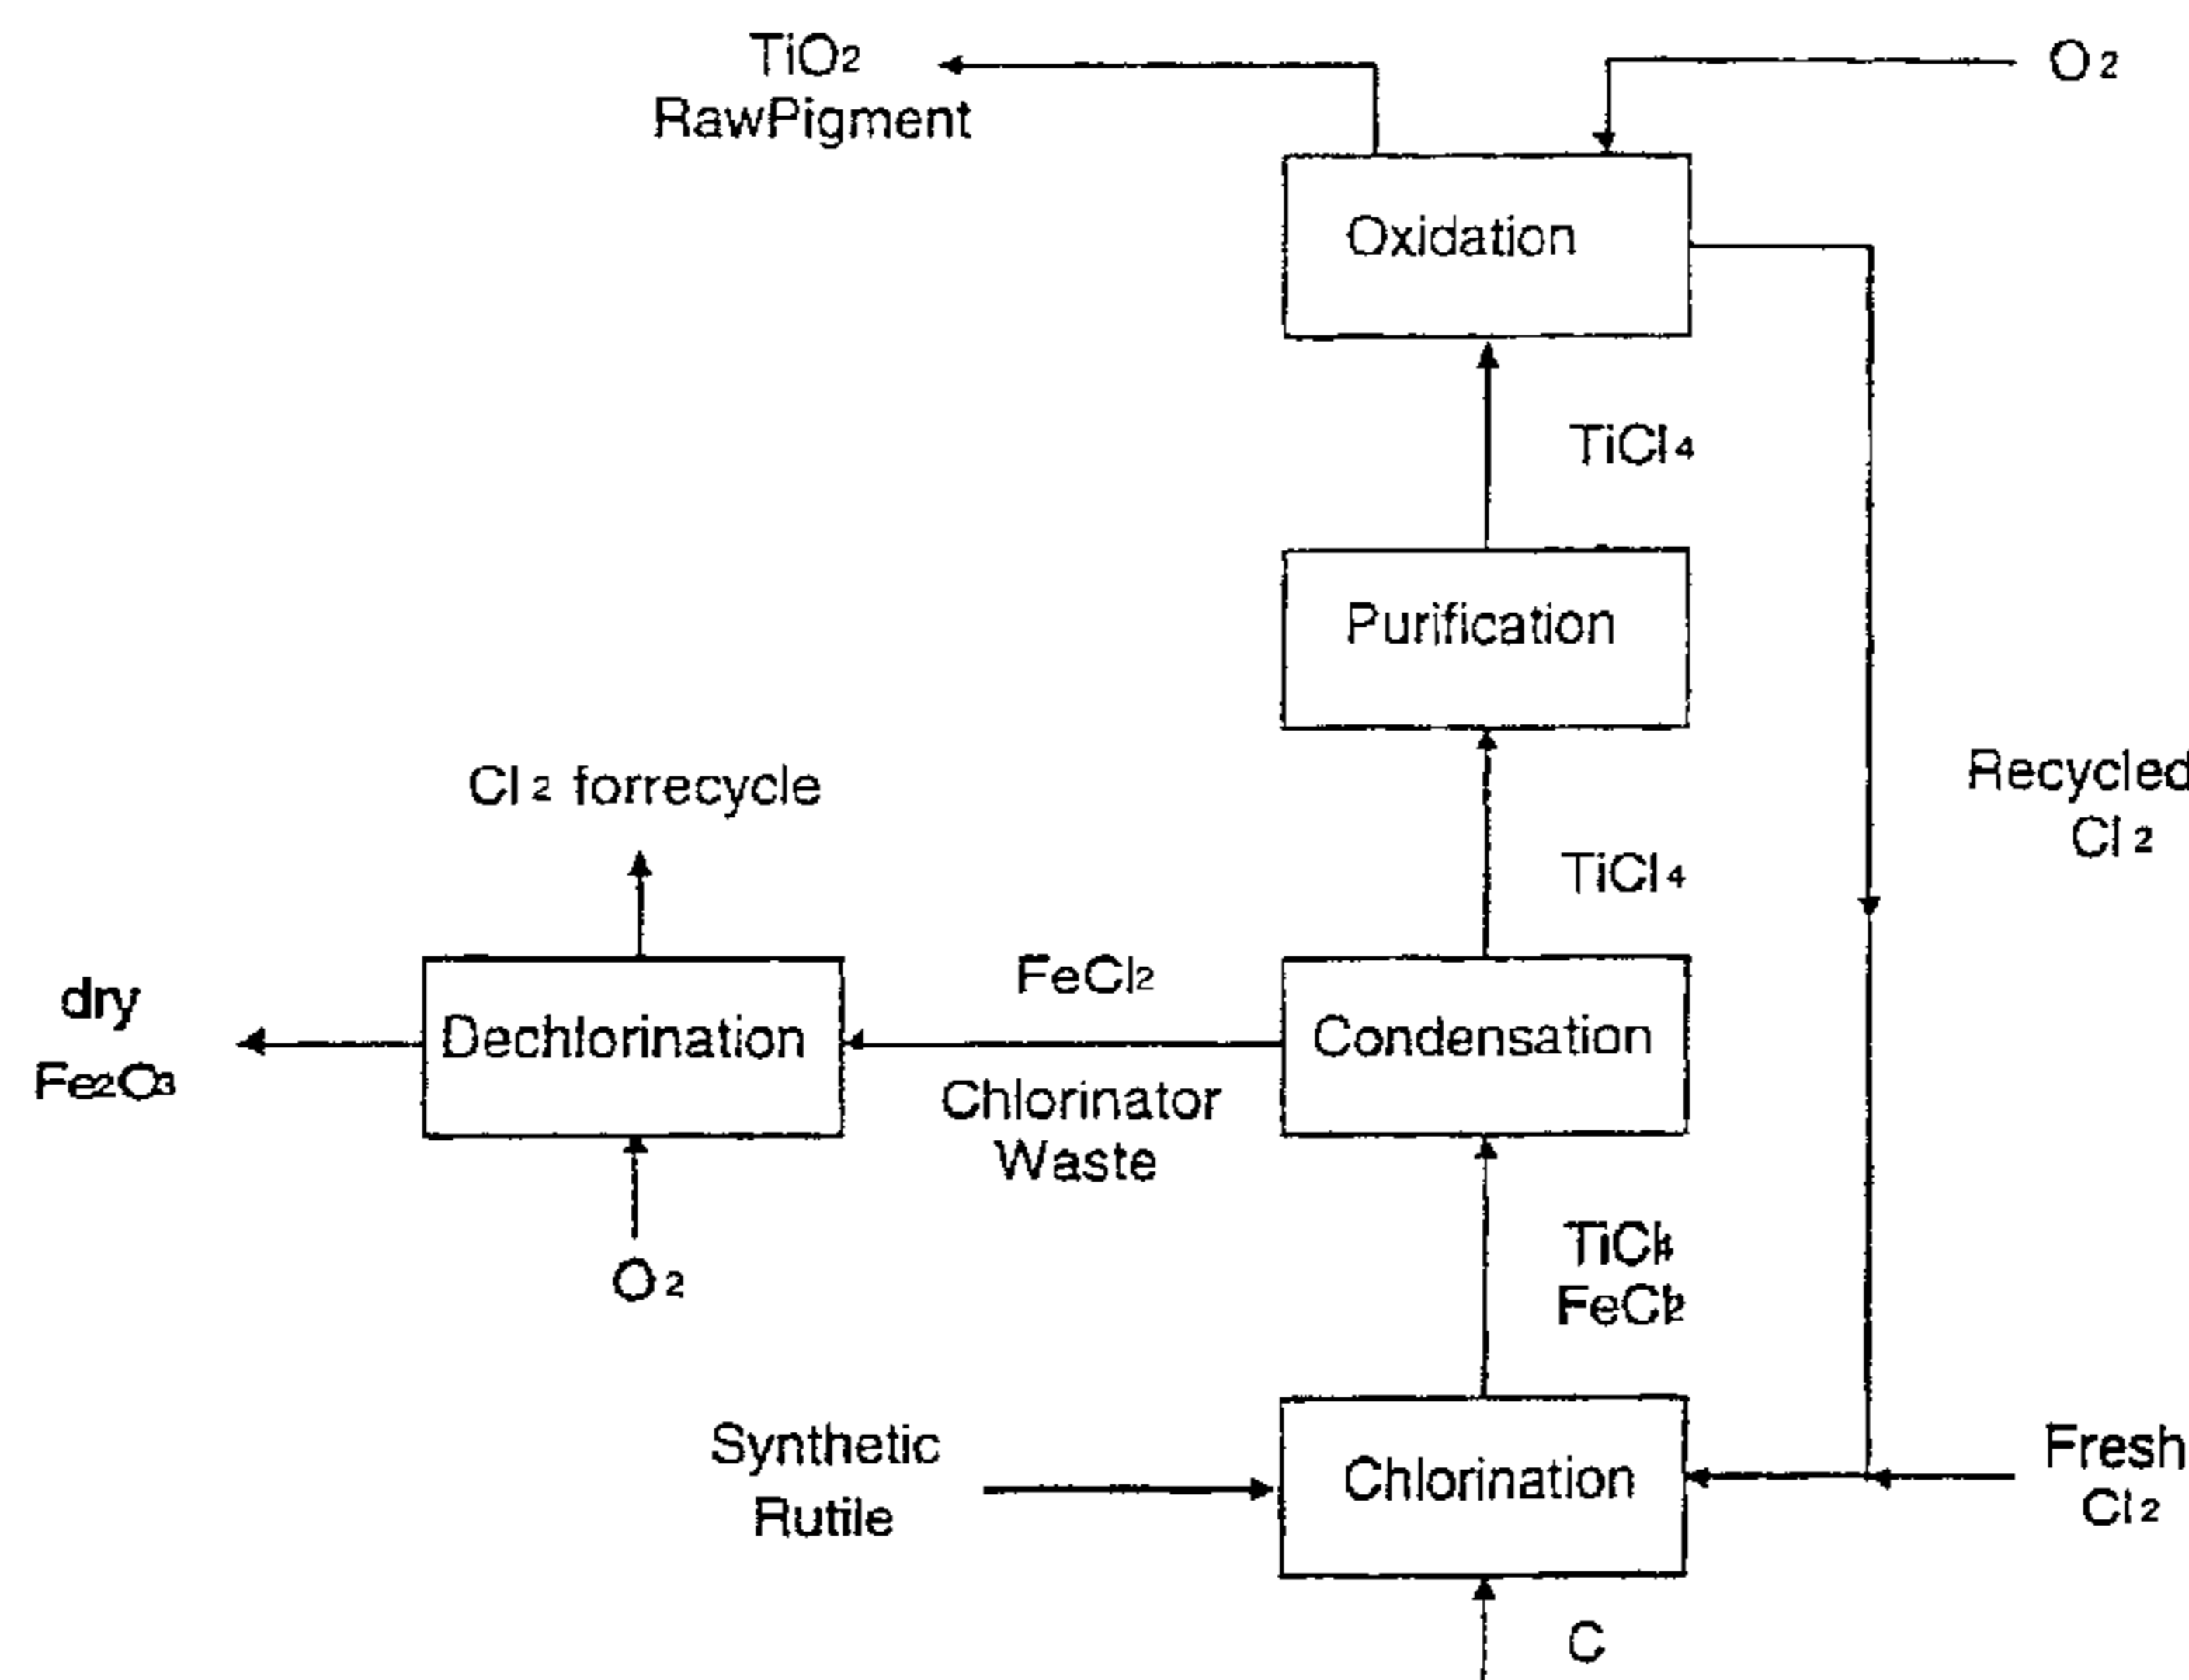 TiO2
RawPigment
O2
Oxidation
TiCl4
Purification
Recycled
Cl2
Cl2 forrecycle
TiCl4
FeCl2
dry
Fe2O3
Dechlorination
Condensation
Chlorinator
Waste
O2
TiCl4
FeCl2
Synthetic
Rutile
Chlorination
Fresh
Cl2
C